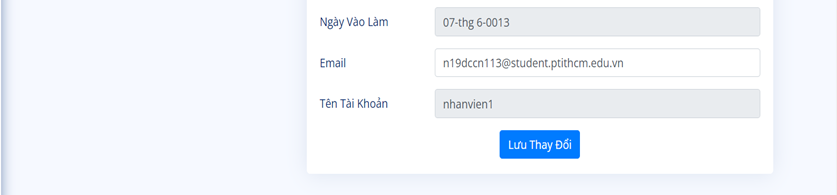 Ngày Vào Làm 07-thg 6-0013
Email n19dccn113@student.ptithcm.edu.vn
Tên Tài Khoản nhanvien1
Lưu Thay Đổi